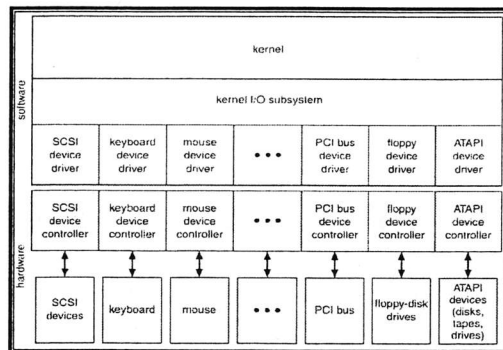 kernel
kernel I/O subsystem
software
SCSI device driver
keyboard device driver
mouse device driver
•••
PCI bus device driver
floppy device driver
ATAPI device driver
hardware
SCSI device controller
keyboard device controller
mouse device controller
•••
PCI bus device controller
floppy device controller
ATAPI device controller
SCSI devices
keyboard
mouse
•••
PCI bus
floppy-disk drives
ATAPI devices (disks, tapes, drives)